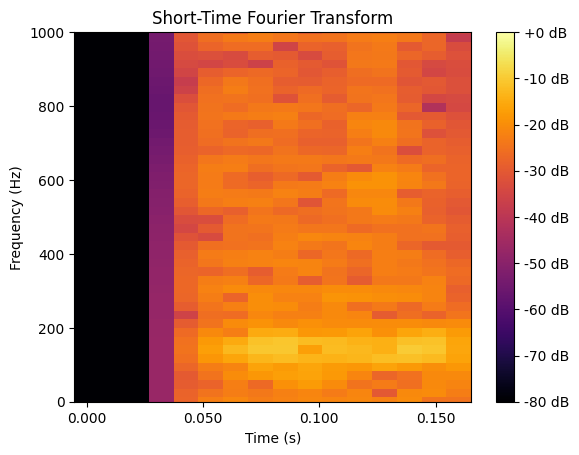 Short-Time Fourier Transform
Frequency (Hz)
1000
800
600
400
200
0
0.000
0.050
0.100
0.150
Time (s)
+0 dB
-10 dB
-20 dB
-30 dB
-40 dB
-50 dB
-60 dB
-70 dB
-80 dB